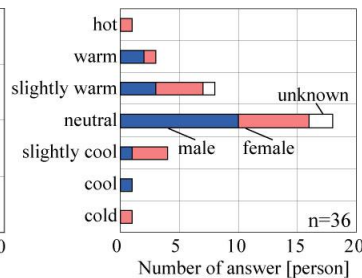 hot
warm
slightly warm
unknown
neutral
male female
slightly cool
cool
cold
n=36
0 0 5 10 15 20
Number of answer [person]